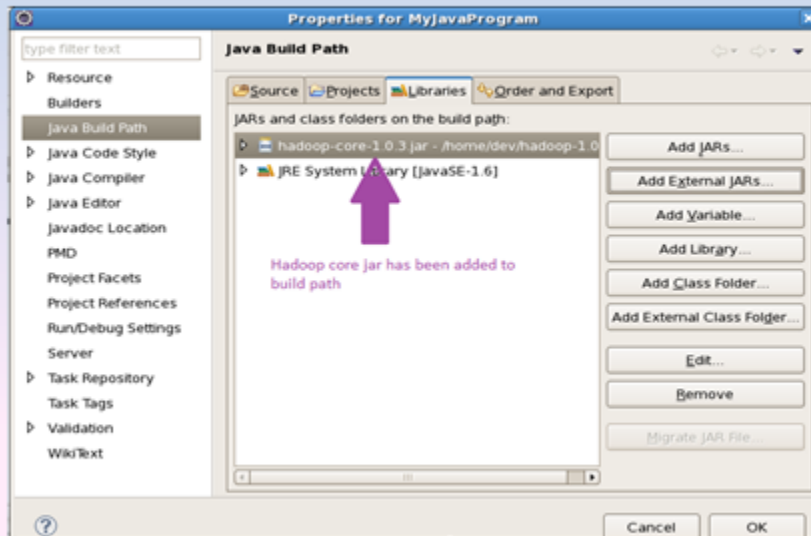 Properties for MyJavaProgram
type filter text
Resource
Builders
Java Build Path
Java Code Style
Java Compiler
Java Editor
Javadoc Location
PMD
Project Facets
Project References
Run/Debug Settings
Server
Task Repository
Task Tags
Validation
WikiText
Java Build Path
Source Projects Libraries Order and Export
JARs and class folders on the build path:
hadoop-core-1.0.3.jar - /home/dev/hadoop-1.0
JRE System Library [JavaSE-1.6]
Hadoop core jar has been added to
build path
Add JARs...
Add External JARs...
Add Variable...
Add Library...
Add Class Folder...
Add External Class Folder...
Edit...
Remove
Migrate JAR File...
Cancel OK